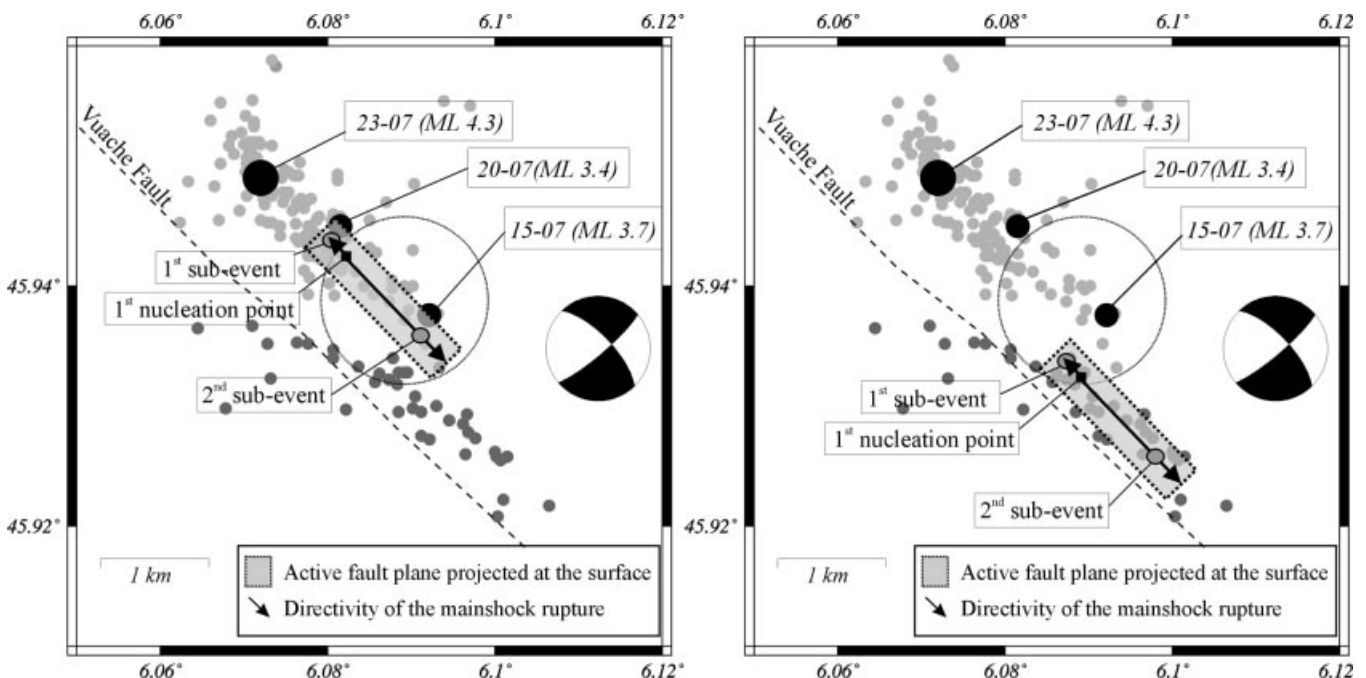 6.06° 6.08° 6.1° 6.12°
Vuache Fault
23-07 (ML 4.3)
20-07(ML 3.4)
15-07 (ML 3.7)
1st sub-event
45.94°
1st nucleation point
2nd sub-event
45.92°
1 km
Active fault plane projected at the surface
Directivity of the mainshock rupture
6.06° 6.08° 6.1° 6.12°
6.06° 6.08° 6.1° 6.12
Vuache Fault
23-07 (ML 4.3)
20-07(ML 3.4)
15-07 (ML 3.7)
45.94°
1st sub-event
1st nucleation point
2nd sub-event
45.92°
1 km
Active fault plane projected at the surface
Directivity of the mainshock rupture
6.06° 6.08° 6.1° 6.12